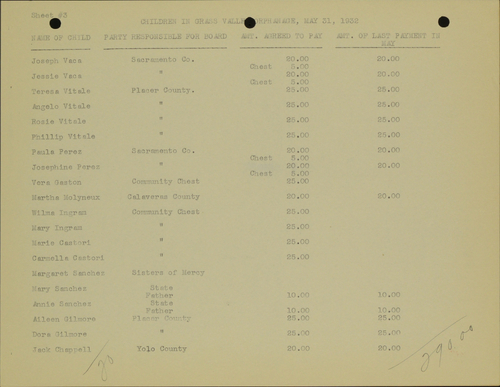 Sheet #3
CHILDREN IN GRASS VALLEY ORPHANAGE, MAY 31, 1932
NAME OF CHILD PARTY RESPONSIBLE FOR BOARD AMT. AGREED TO PAY AMT. OF LAST PAYMENT IN
MAY
Joseph Vaca Sacramento Co. 20.00 20.00
Chest 5.00
Jessie Vaca " 20.00 20.00
Chest 5.00
Teresa Vitale Placer County. 25.00 25.00
Angelo Vitale " 25.00 25.00
Rosie Vitale " 25.00 25.00
Phillip Vitale " 25.00 25.00
Paula Perez Sacramento Co. 20.00 20.00
Chest 5.00
Josephine Perez " 20.00 20.00
Chest 5.00
Vera Gaston Community Chest 25.00
Martha Molyneux Calaveras County 20.00 20.00
Wilma Ingram Community Chest 25.00
Mary Ingram " 25.00
Marie Castori " 25.00
Carmella Castori " 25.00
Margaret Sanchez Sisters of Mercy
Mary Sanchez State
Father 10.00 10.00
Annie Sanchez State
Father 10.00 10.00
Aileen Gilmore Placer County 25.00 25.00
Dora Gilmore " 25.00 25.00
Jack Chappell Yolo County 20.00 20.00
20
290.00